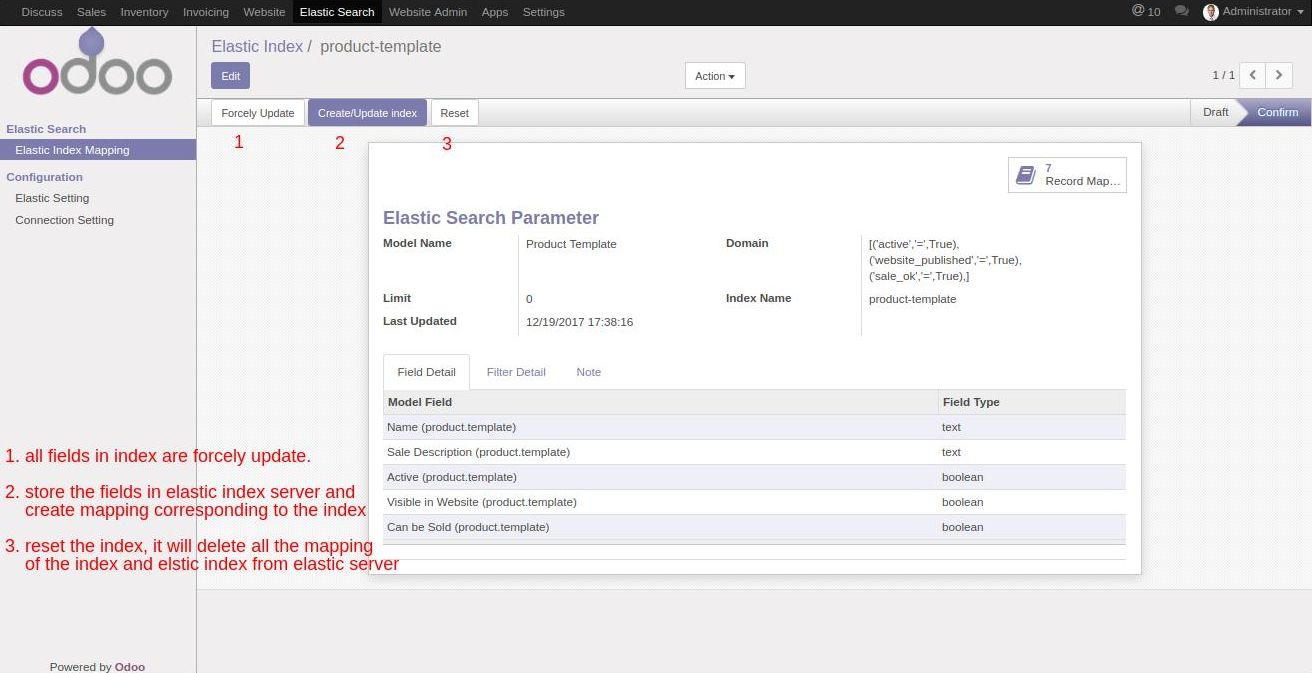 Discuss Sales Inventory Invoicing Website Elastic Search Website Admin Apps Settings @ 10 Administrator
odoo
Elastic Index / product-template
Edit Action 1 / 1
Forcely Update Create/Update index Reset Draft Confirm
1 2 3
Elastic Search
Elastic Index Mapping
Configuration
Elastic Setting
Connection Setting
7
Record Map...
Elastic Search Parameter
Model Name Product Template Domain [('active','=',True),
('website_published','=',True),
('sale_ok','=',True),]
Limit 0 Index Name product-template
Last Updated 12/19/2017 17:38:16
Field Detail Filter Detail Note
Model Field Field Type
Name (product.template) text
Sale Description (product.template) text
Active (product.template) boolean
Visible in Website (product.template) boolean
Can be Sold (product.template) boolean
1. all fields in index are forcely update.
2. store the fields in elastic index server and
create mapping corresponding to the index
3. reset the index, it will delete all the mapping
of the index and elstic index from elastic server
Powered by Odoo